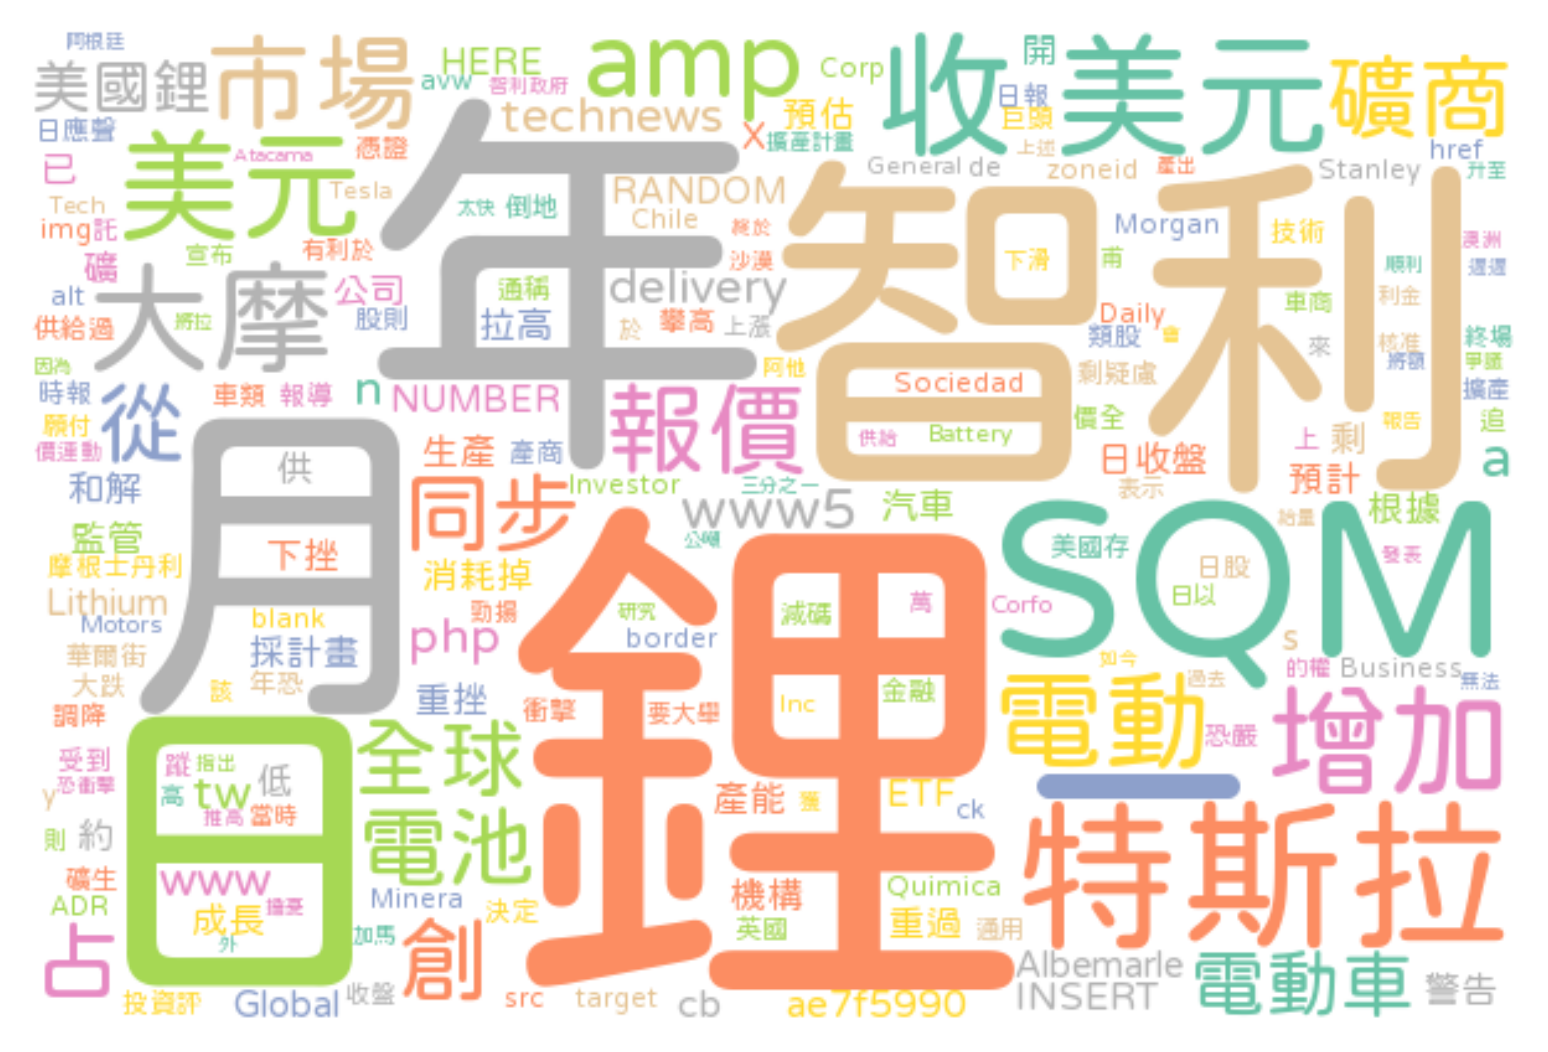 阿根廷
美國鋰
市場
HERE
avw
智利政府
amp
Corp
收美元
開
日報
礦商
日應聲
technews
預估
巨頭
X
擴產計畫
上述
href
已
美元
Atacama
憑證
年
General de
zoneid
產出
Stanley
升至
Tech
Tesla
太快
倒地
RANDOM
Chile
智利
Morgan
技術
img
託
宣布
有利於
沙漠
下滑
甫
澳洲
礦
大摩
公司
通稱
delivery
順利
遲遲
alt
將拉
股則
拉高
於
攀高
上漲
Daily
類股
會
車商
利金
供給過
因為
阿他
來
核准
終場
時報
從
車類
報導
n
NUMBER
報價
Sociedad
剩疑慮
將額
擴產
願付
價運動
月
供
生產
產商
供給
Battery
價全
上
剩
報告
追
和解
同步
Investor
三分之一
日收盤
表示
預計
a
監管
下挫
www5
汽車
SQM
給量
根據
摩根士丹利
消耗掉
公噸
美國存
日股
發表
Lithium
Motors
blank
勁揚
鋰
研究
減碼
萬
Corfo
日以
華爾街
採計畫
php
border
s
大跌
該
年恐
如今
的權
Business
無法
調降
重挫
衝擊
要大舉
Inc
金融
電動
過去
恐嚴
增加
受到
恐衝擊
日
蹤
指出
全球
y
高
tw
低
推高
當時
產能
獲
ETF
ck
則
約
電池
特斯拉
礦生
www
Minera
機構
Quimica
ADR
成長
擔憂
外
決定
英國
重過
通用
占
加馬
創
Albemarle
電動車
警告
投資評
Global
收盤
src
target
cb
ae7f5990
INSERT